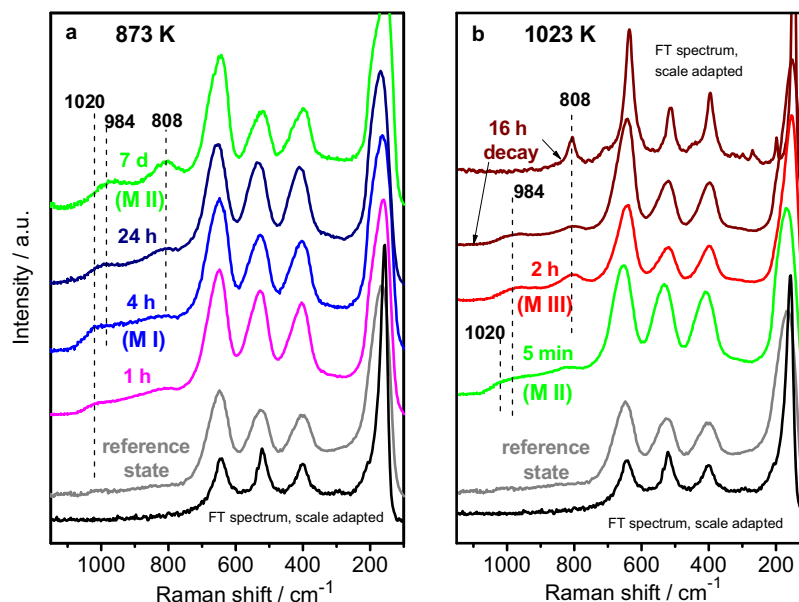 a
873 K
1020
984
808
7 d
(M II)
24 h
4 h
(M I)
1 h
reference
state
FT spectrum, scale adapted
1000
800
600
400
200
Raman shift / cm⁻¹
Intensity / a.u.
b
1023 K
FT spectrum,
scale adapted
808
16 h
decay
984
2 h
(M III)
1020
5 min
(M II)
reference
state
FT spectrum, scale adapted
1000
800
600
400
200
Raman shift / cm⁻¹